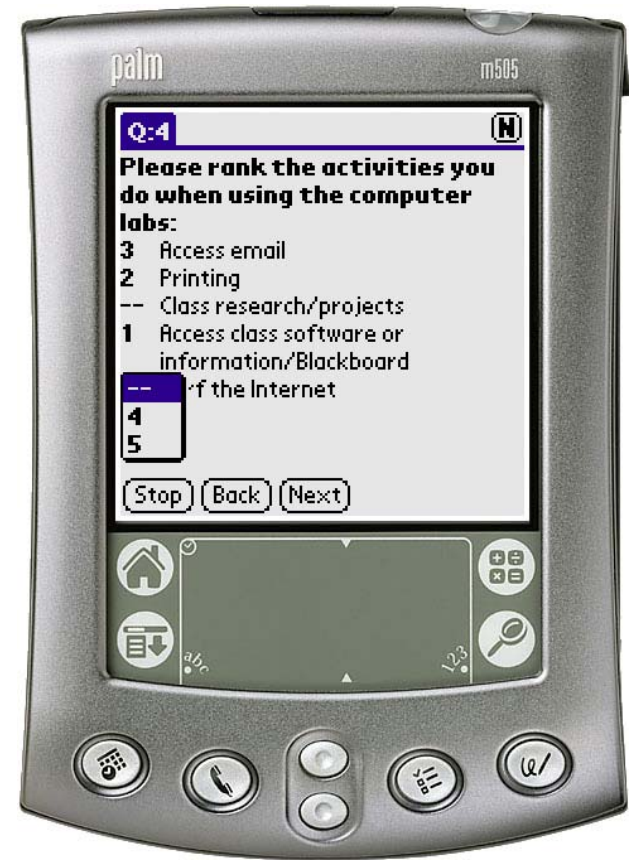 palm
m505
Q:4
N
Please rank the activities you
do when using the computer
labs:
3 Access email
2 Printing
-- Class research/projects
1 Access class software or
information/Blackboard
-- rf the Internet
4
5
Stop Back Next
abc
123